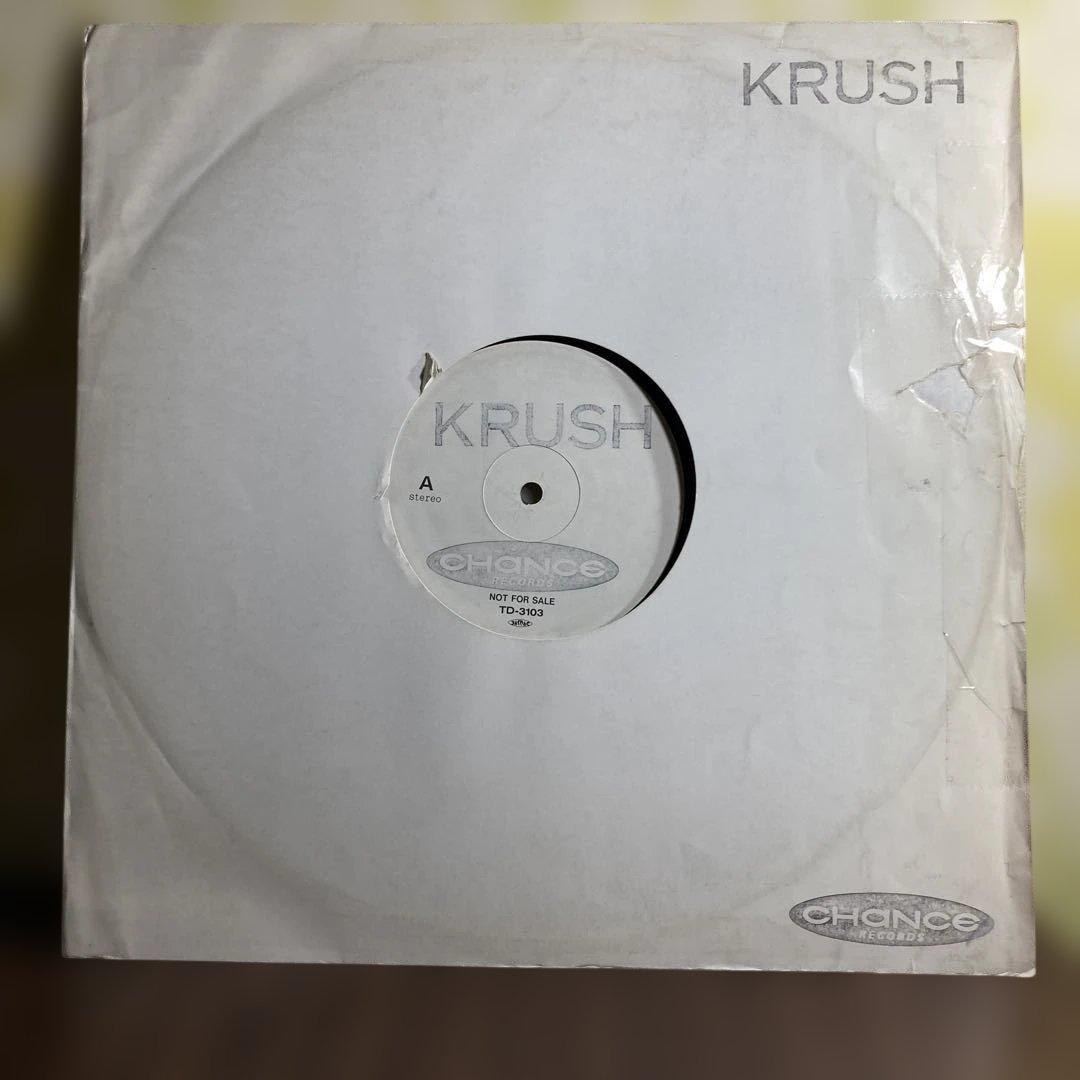 KRUSH
KRUSH
A
stereo
CHANCE
RECORDS
NOT FOR SALE
TD-3103
CHANCE
RECORDS